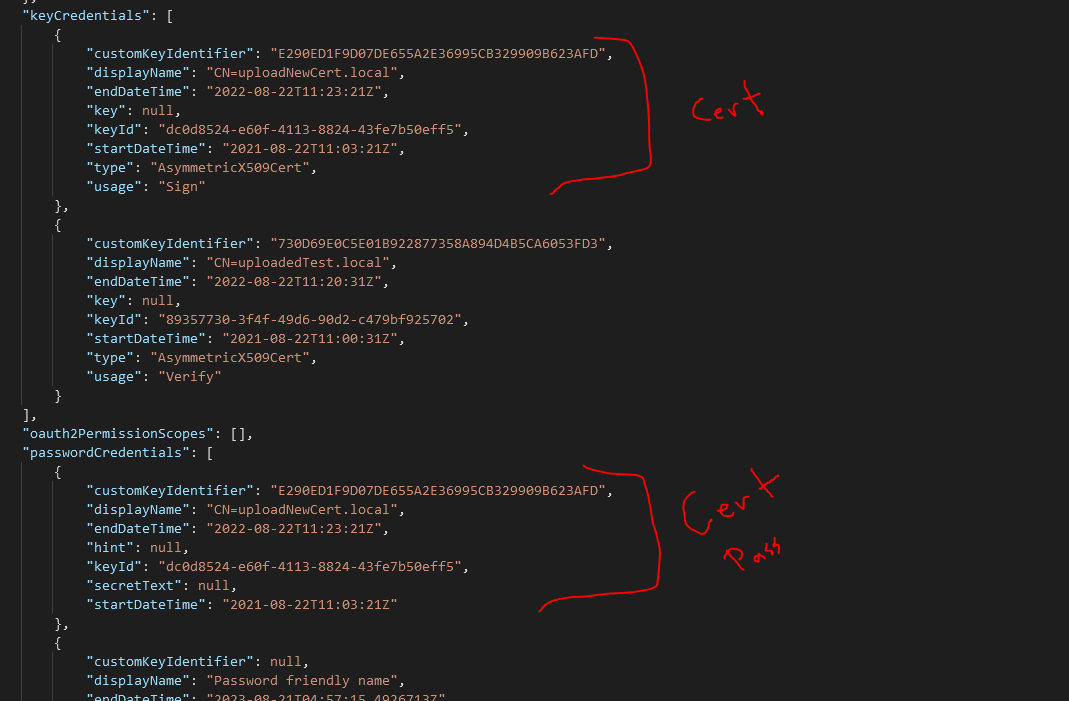 "keyCredentials": [
{
"customKeyIdentifier": "E290ED1F9D07DE655A2E36995CB329909B623AFD",
"displayName": "CN=uploadNewCert.local",
"endDateTime": "2022-08-22T11:23:21Z",
"key": null,
"keyId": "dc0d8524-e60f-4113-8824-43fe7b50eff5",
"startDateTime": "2021-08-22T11:03:21Z",
"type": "AsymmetricX509Cert",
"usage": "Sign"
Cert
},
{
"customKeyIdentifier": "730D69E0C5E01B922877358A894D4B5CA6053FD3",
"displayName": "CN=uploadedTest.local",
"endDateTime": "2022-08-22T11:20:31Z",
"key": null,
"keyId": "89357730-3f4f-49d6-90d2-c479bf925702",
"startDateTime": "2021-08-22T11:00:31Z",
"type": "AsymmetricX509Cert",
"usage": "Verify"
}
],
"oauth2PermissionScopes": [],
"passwordCredentials": [
{
"customKeyIdentifier": "E290ED1F9D07DE655A2E36995CB329909B623AFD",
"displayName": "CN=uploadNewCert.local",
"endDateTime": "2022-08-22T11:23:21Z",
"hint": null,
"keyId": "dc0d8524-e60f-4113-8824-43fe7b50eff5",
"secretText": null,
"startDateTime": "2021-08-22T11:03:21Z"
Cert
Pass
},
{
"customKeyIdentifier": null,
"displayName": "Password friendly name",
"endDateTime": "2023-08-21T04:57:15.4926713Z"